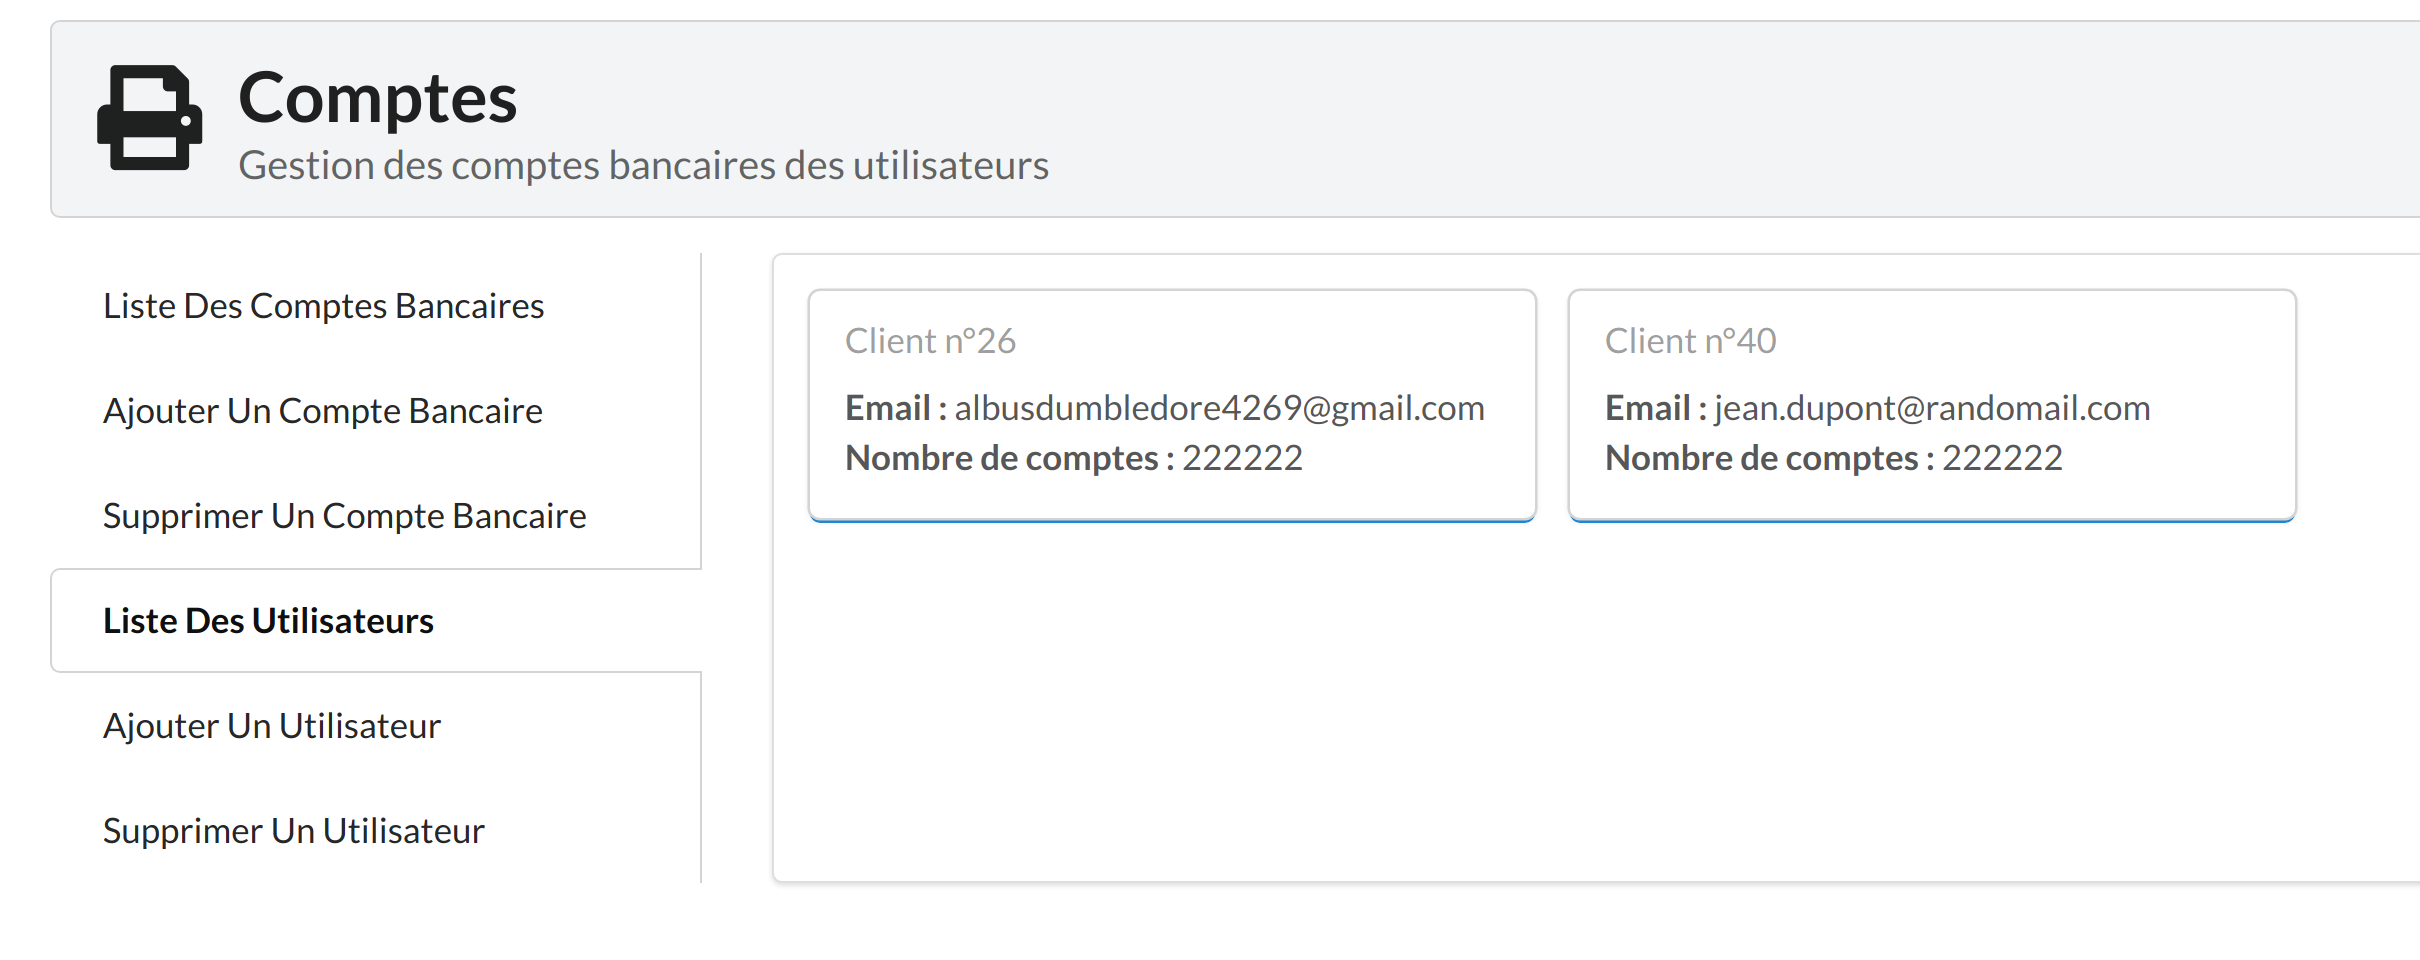 Comptes
Gestion des comptes bancaires des utilisateurs
Liste Des Comptes Bancaires
Ajouter Un Compte Bancaire
Supprimer Un Compte Bancaire
Liste Des Utilisateurs
Ajouter Un Utilisateur
Supprimer Un Utilisateur
Client n°26
Email : albusdumbledore4269@gmail.com
Nombre de comptes : 222222
Client n°40
Email : jean.dupont@randomail.com
Nombre de comptes : 222222